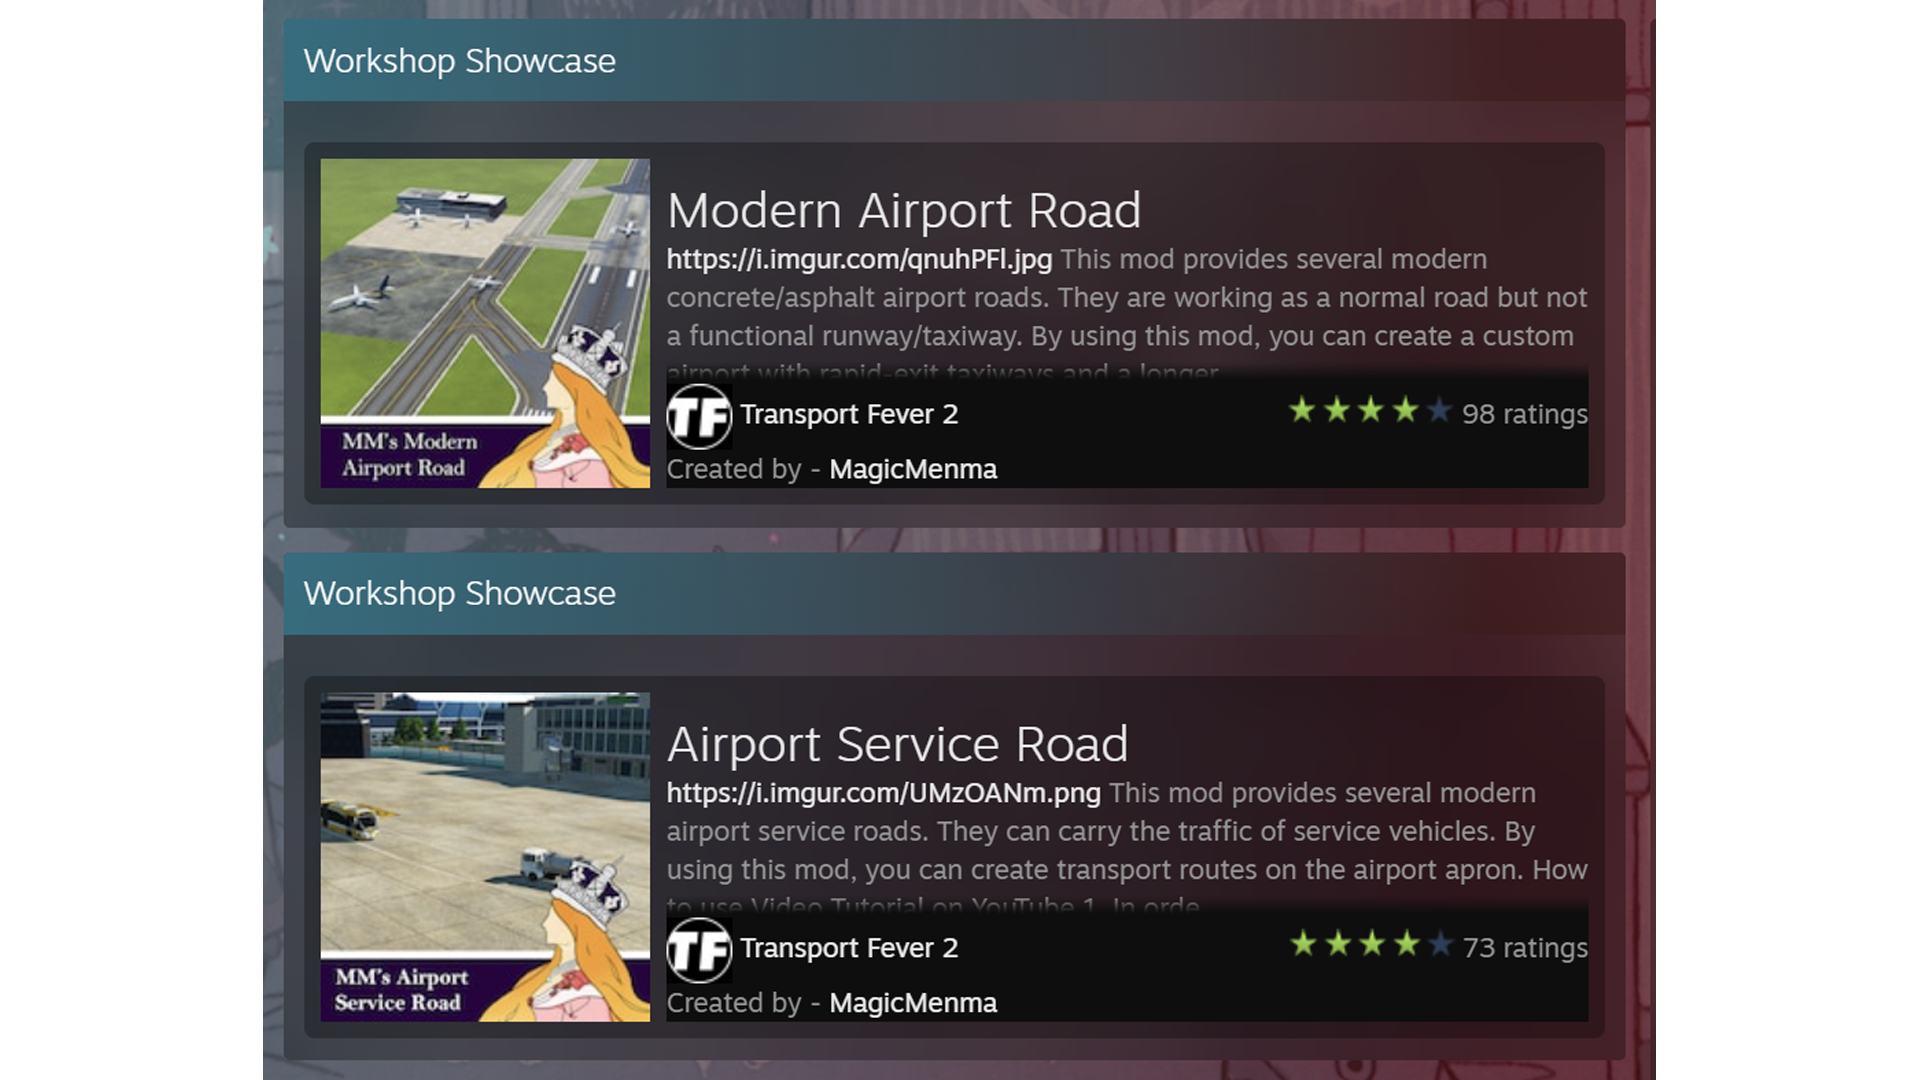 Workshop Showcase
Modern Airport Road
https://i.imgur.com/qnuhPFl.jpg This mod provides several modern
concrete/asphalt airport roads. They are working as a normal road but not
a functional runway/taxiway. By using this mod, you can create a custom
airport with rapid-exit taxiways and a longer
MM's Modern
Airport Road
TF Transport Fever 2 98 ratings
Created by - MagicMenma
Workshop Showcase
Airport Service Road
https://i.imgur.com/UMzOANm.png This mod provides several modern
airport service roads. They can carry the traffic of service vehicles. By
using this mod, you can create transport routes on the airport apron. How
to use Video Tutorial on YouTube 1. In orde
MM's Airport
Service Road
TF Transport Fever 2 73 ratings
Created by - MagicMenma